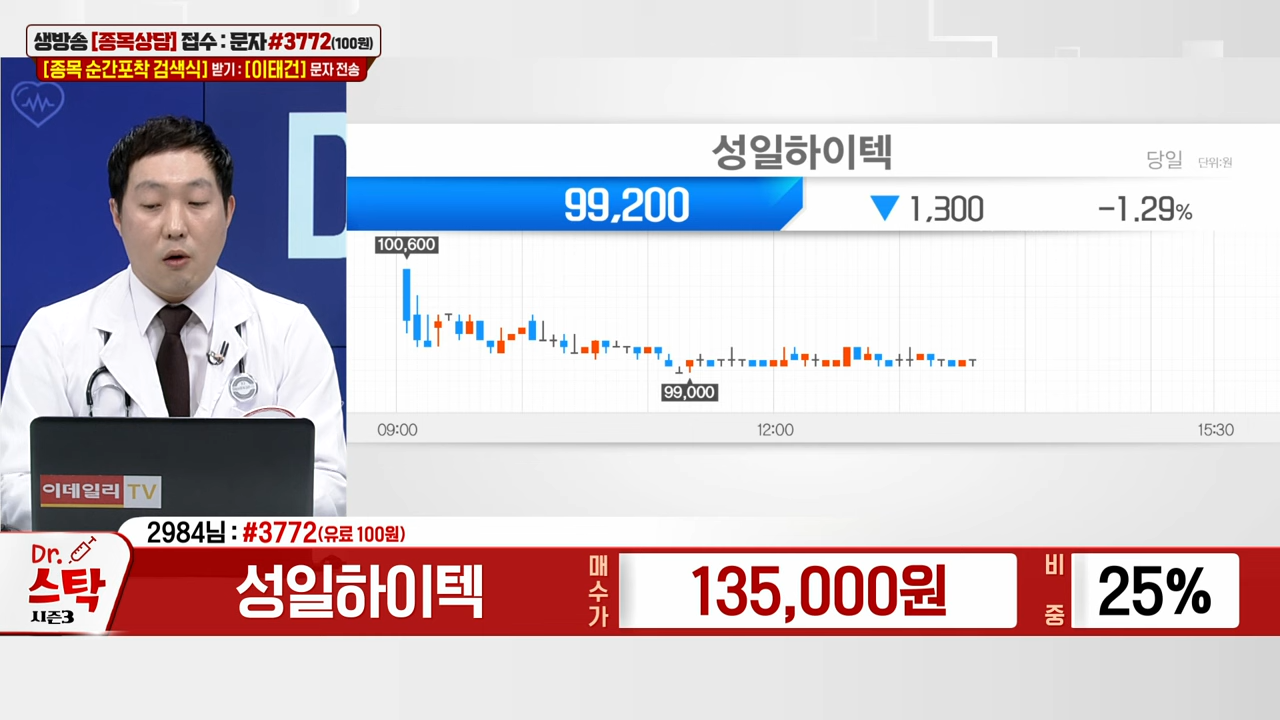 생방송 [종목상담] 접수 : 문자#3772(100원)
[종목 순간포착 검색식] 받기 : [이태건] 문자 전송
D
성일하이텍
당일 단위:원
99,200 ▼ 1,300 -1.29%
100,600
99,000
09:00 12:00 15:30
이데일리 TV
2984님 : #3772(유료 100원)
Dr.
스탁
시즌3
성일하이텍 매수가 135,000원 비중 25%